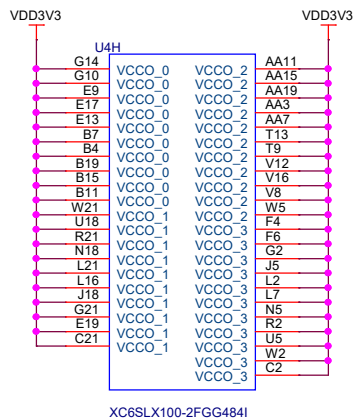 VDD3V3 VDD3V3
U4H
G14 VCCO_0 VCCO_2 AA11
G10 VCCO_0 VCCO_2 AA15
E9 VCCO_0 VCCO_2 AA19
E17 VCCO_0 VCCO_2 AA3
E13 VCCO_0 VCCO_2 AA7
B7 VCCO_0 VCCO_2 T13
B4 VCCO_0 VCCO_2 T9
B19 VCCO_0 VCCO_2 V12
B15 VCCO_0 VCCO_2 V16
B11 VCCO_0 VCCO_2 V8
W21 VCCO_1 VCCO_2 W5
U18 VCCO_1 VCCO_3 F4
R21 VCCO_1 VCCO_3 F6
N18 VCCO_1 VCCO_3 G2
L21 VCCO_1 VCCO_3 J5
L16 VCCO_1 VCCO_3 L2
J18 VCCO_1 VCCO_3 L7
G21 VCCO_1 VCCO_3 N5
E19 VCCO_1 VCCO_3 R2
C21 VCCO_1 VCCO_3 U5
VCCO_3 W2
VCCO_3 C2
XC6SLX100-2FGG484I